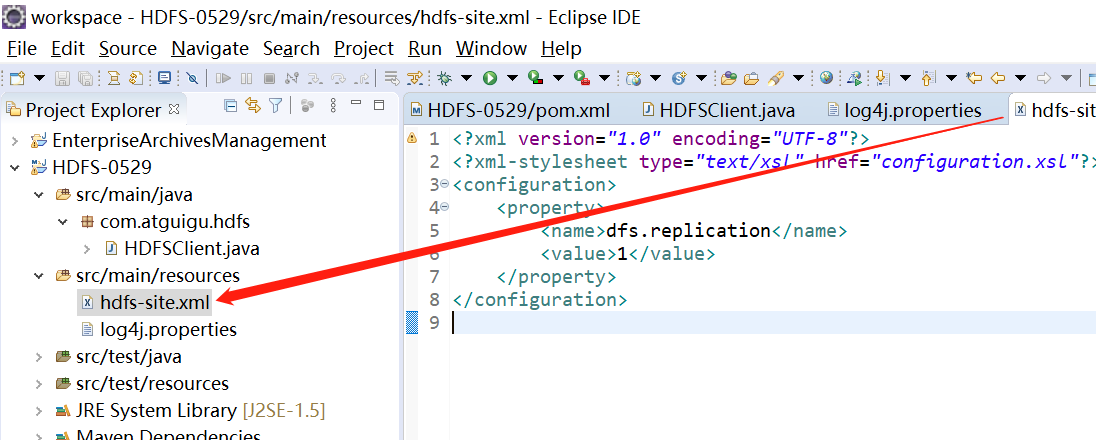 workspace - HDFS-0529/src/main/resources/hdfs-site.xml - Eclipse IDE
File Edit Source Navigate Search Project Run Window Help
Project Explorer
EnterpriseArchivesManagement
HDFS-0529
src/main/java
com.atguigu.hdfs
HDFSClient.java
src/main/resources
hdfs-site.xml
log4j.properties
src/test/java
src/test/resources
JRE System Library [J2SE-1.5]
Maven Dependencies
HDFS-0529/pom.xml HDFSClient.java log4j.properties hdfs-sit
1 <?xml version="1.0" encoding="UTF-8"?>
2 <?xml-stylesheet type="text/xsl" href="configuration.xsl"?>
3 <configuration>
4 <property>
5 <name>dfs.replication</name>
6 <value>1</value>
7 </property>
8 </configuration>
9